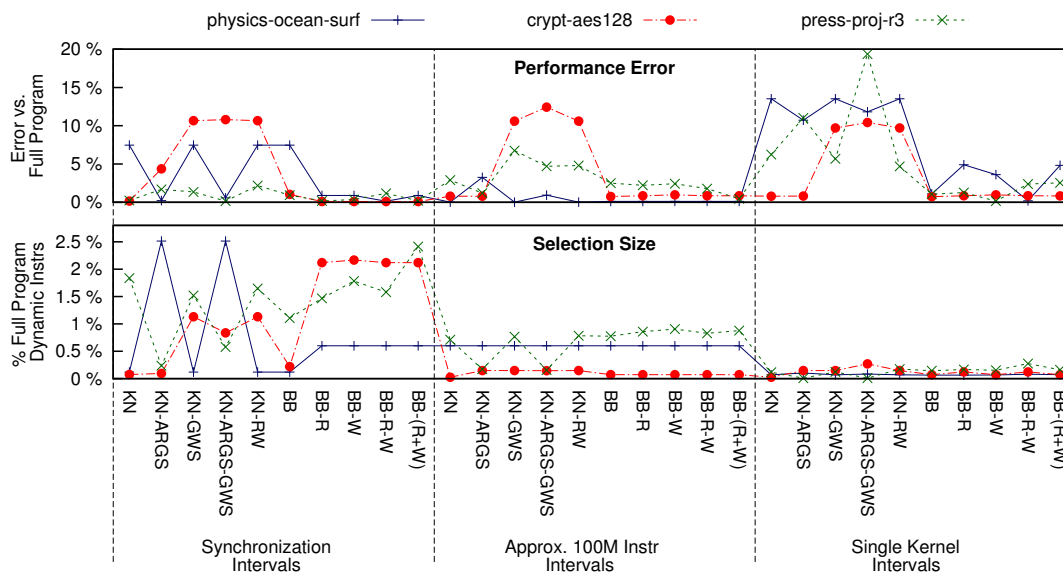 physics-ocean-surf
crypt-aes128
press-proj-r3
Performance Error
Error vs.
Full Program
20 %
15 %
10 %
5 %
0 %
Selection Size
% Full Program
Dynamic Instrs
2.5 %
2 %
1.5 %
1 %
0.5 %
0 %
KN
KN-ARGS
KN-GWS
KN-ARGS-GWS
KN-RW
BB
BB-R
BB-W
BB-R-W
BB-(R+W)
KN
KN-ARGS
KN-GWS
KN-ARGS-GWS
KN-RW
BB
BB-R
BB-W
BB-R-W
BB-(R+W)
KN
KN-ARGS
KN-GWS
KN-ARGS-GWS
KN-RW
BB
BB-R
BB-W
BB-R-W
BB-(R+W)
Synchronization
Intervals
Approx. 100M Instr
Intervals
Single Kernel
Intervals